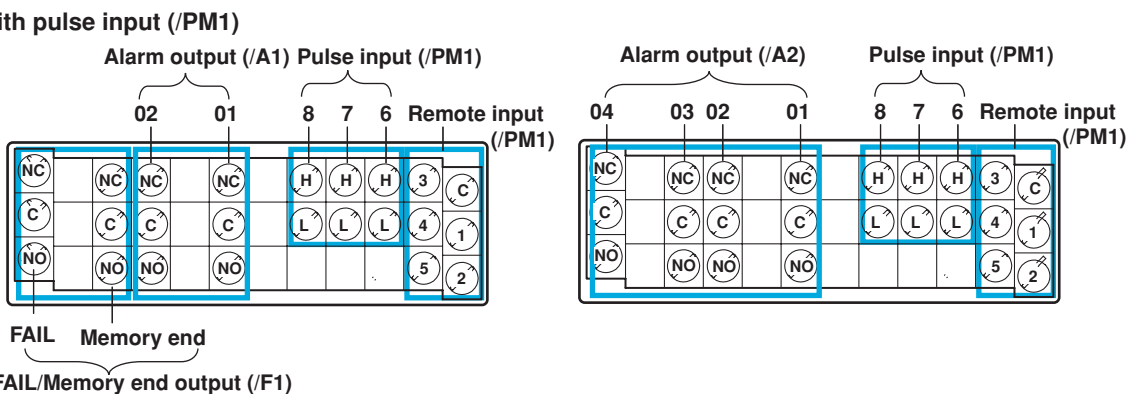 ith pulse input (/PM1)
Alarm output (/A1) Pulse input (/PM1)
02 01 8 7 6 Remote input
(/PM1)
NC NC NC NC H H H 3 C
C C C C L L L 4 1
NO NO NO NO 5 2
FAIL Memory end
FAIL/Memory end output (/F1)
Alarm output (/A2) Pulse input (/PM1)
04 03 02 01 8 7 6 Remote input
(/PM1)
NC NC NC NC H H H 3 C
C C C C L L L 4 1
NO NO NO NO 5 2